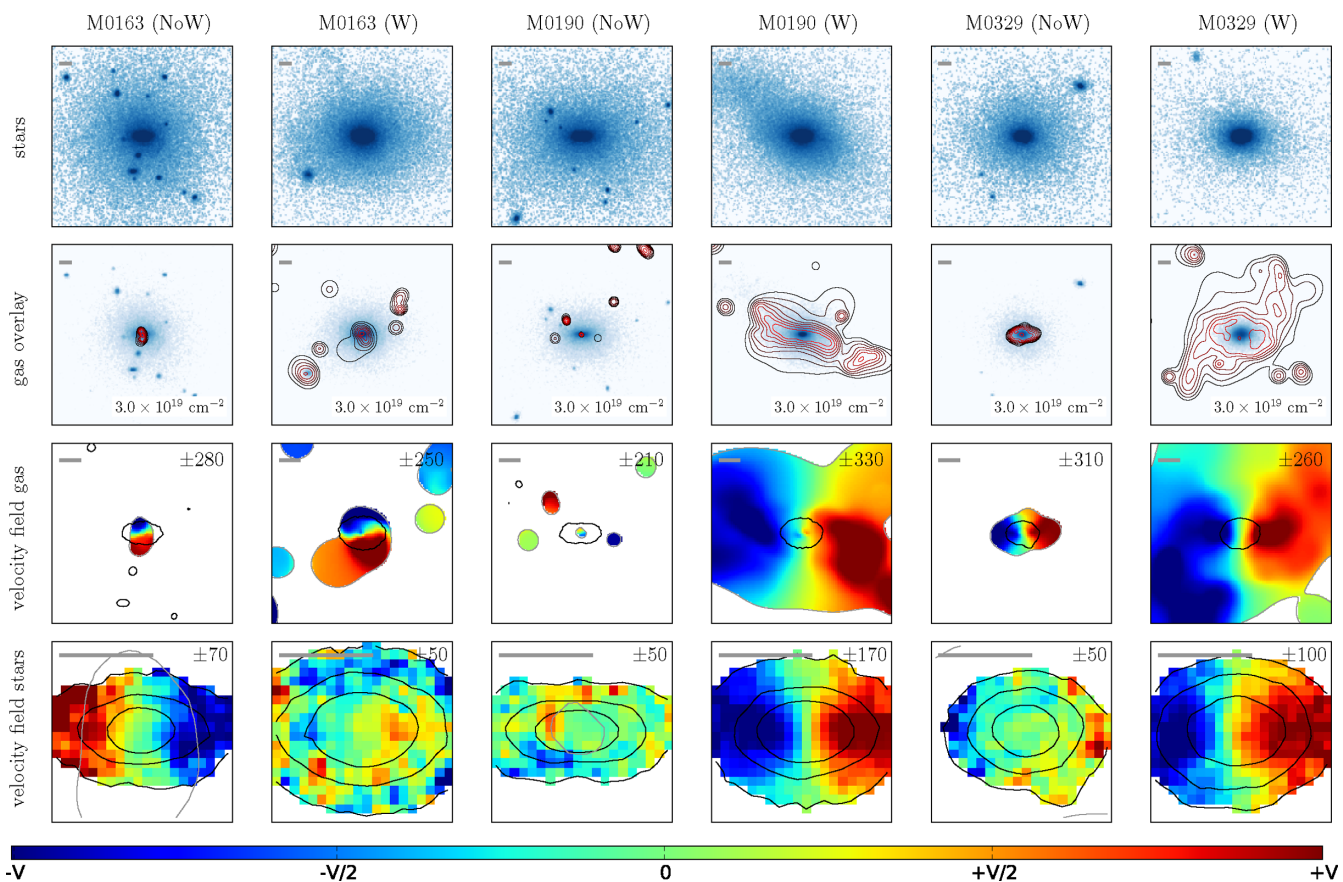 M0163 (NoW) M0163 (W) M0190 (NoW) M0190 (W) M0329 (NoW) M0329 (W)
stars
gas overlay
3.0 × 10¹⁹ cm⁻² 3.0 × 10¹⁹ cm⁻² 3.0 × 10¹⁹ cm⁻² 3.0 × 10¹⁹ cm⁻² 3.0 × 10¹⁹ cm⁻² 3.0 × 10¹⁹ cm⁻²
velocity field gas
±280 ±250 ±210 ±330 ±310 ±260
velocity field stars
±70 ±50 ±50 ±170 ±50 ±100
-V -V/2 0 +V/2 +V